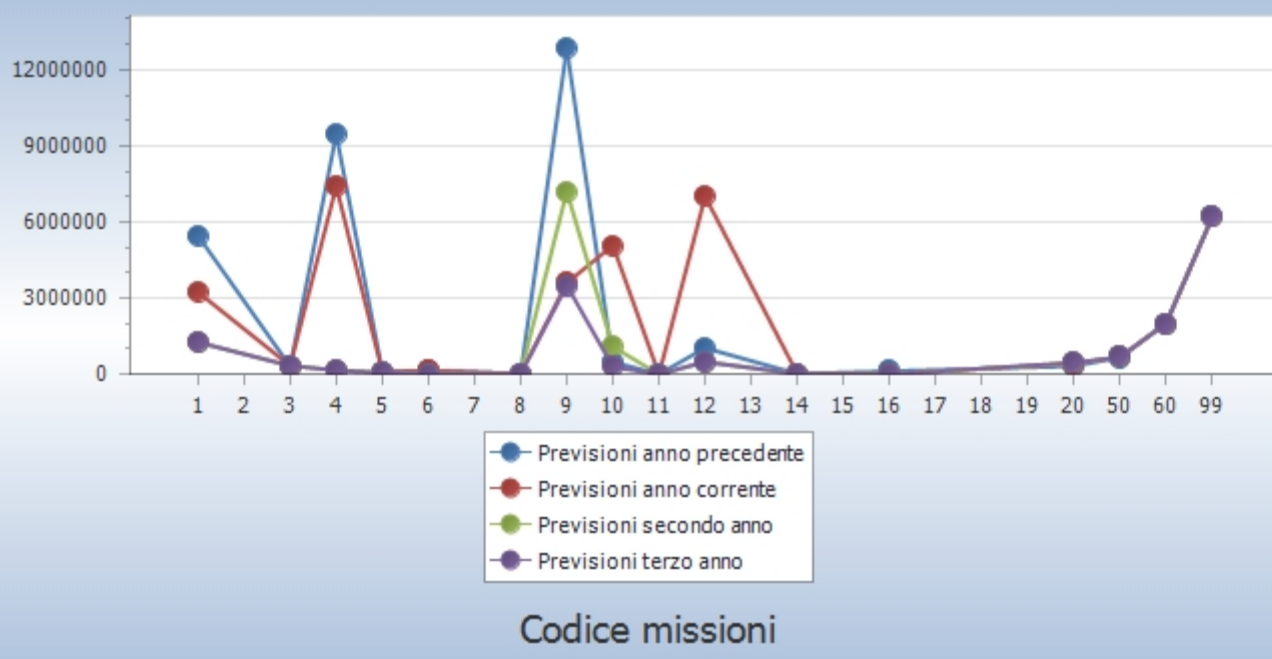 12000000
9000000
6000000
3000000
0
1 2 3 4 5 6 7 8 9 10 11 12 13 14 15 16 17 18 19 20 50 60 99
Previsioni anno precedente
Previsioni anno corrente
Previsioni secondo anno
Previsioni terzo anno
Codice missioni